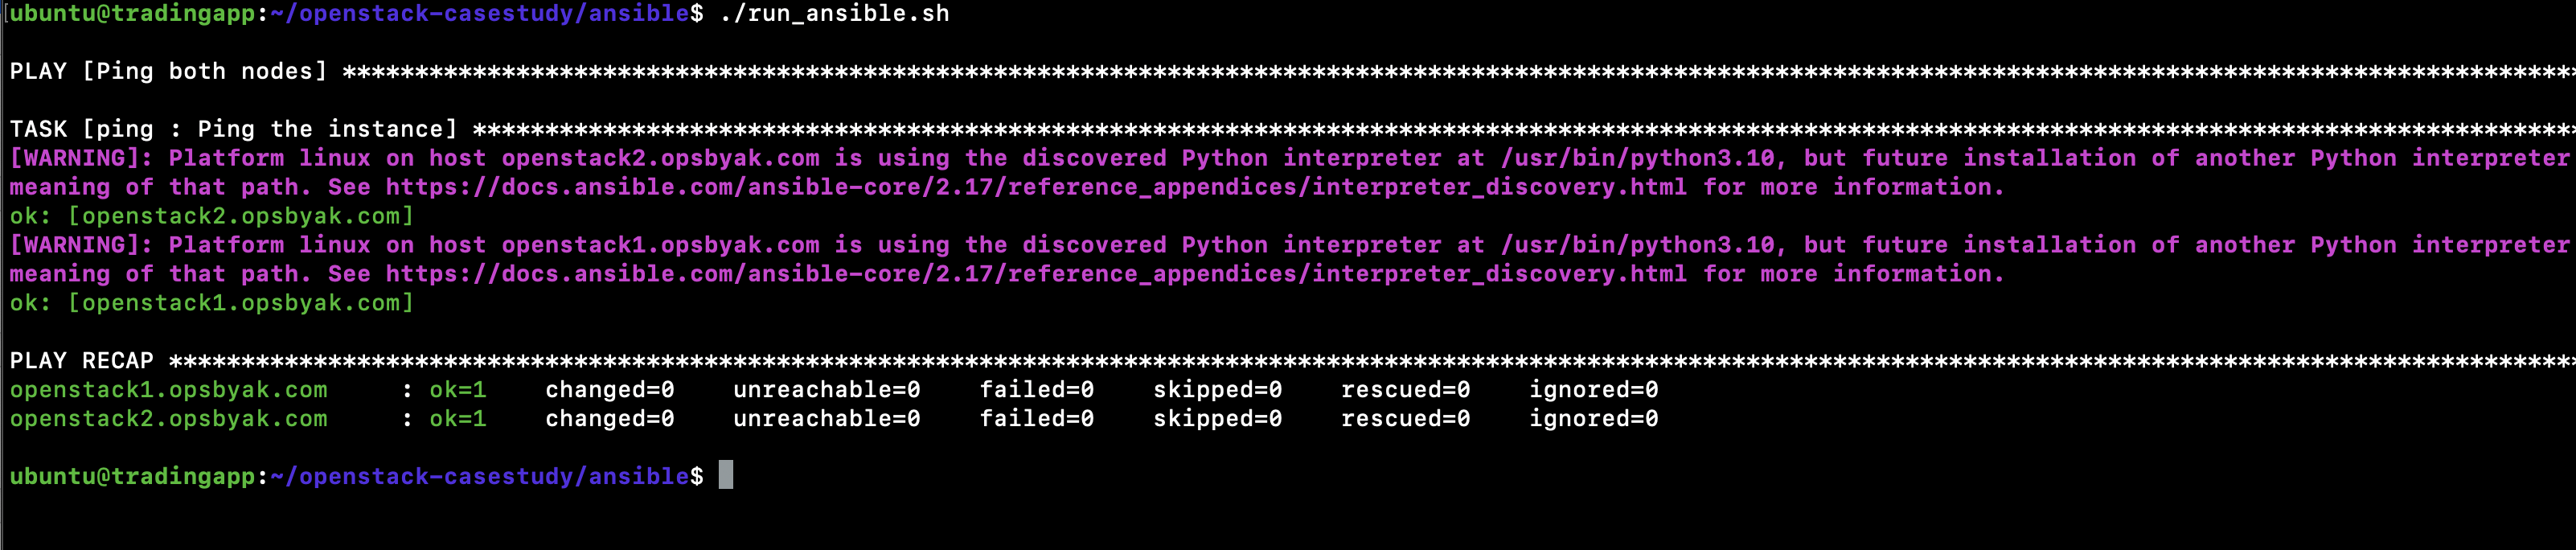 ubuntu@tradingapp:~/openstack-casestudy/ansible$ ./run_ansible.sh
PLAY [Ping both nodes] ****************************************************************************************************************************************************************
TASK [ping : Ping the instance] *******************************************************************************************************************************************************
[WARNING]: Platform linux on host openstack2.opsbyak.com is using the discovered Python interpreter at /usr/bin/python3.10, but future installation of another Python interpreter
meaning of that path. See https://docs.ansible.com/ansible-core/2.17/reference_appendices/interpreter_discovery.html for more information.
ok: [openstack2.opsbyak.com]
[WARNING]: Platform linux on host openstack1.opsbyak.com is using the discovered Python interpreter at /usr/bin/python3.10, but future installation of another Python interpreter
meaning of that path. See https://docs.ansible.com/ansible-core/2.17/reference_appendices/interpreter_discovery.html for more information.
ok: [openstack1.opsbyak.com]
PLAY RECAP ****************************************************************************************************************************************************************************
openstack1.opsbyak.com     : ok=1    changed=0    unreachable=0    failed=0    skipped=0    rescued=0    ignored=0
openstack2.opsbyak.com     : ok=1    changed=0    unreachable=0    failed=0    skipped=0    rescued=0    ignored=0
ubuntu@tradingapp:~/openstack-casestudy/ansible$